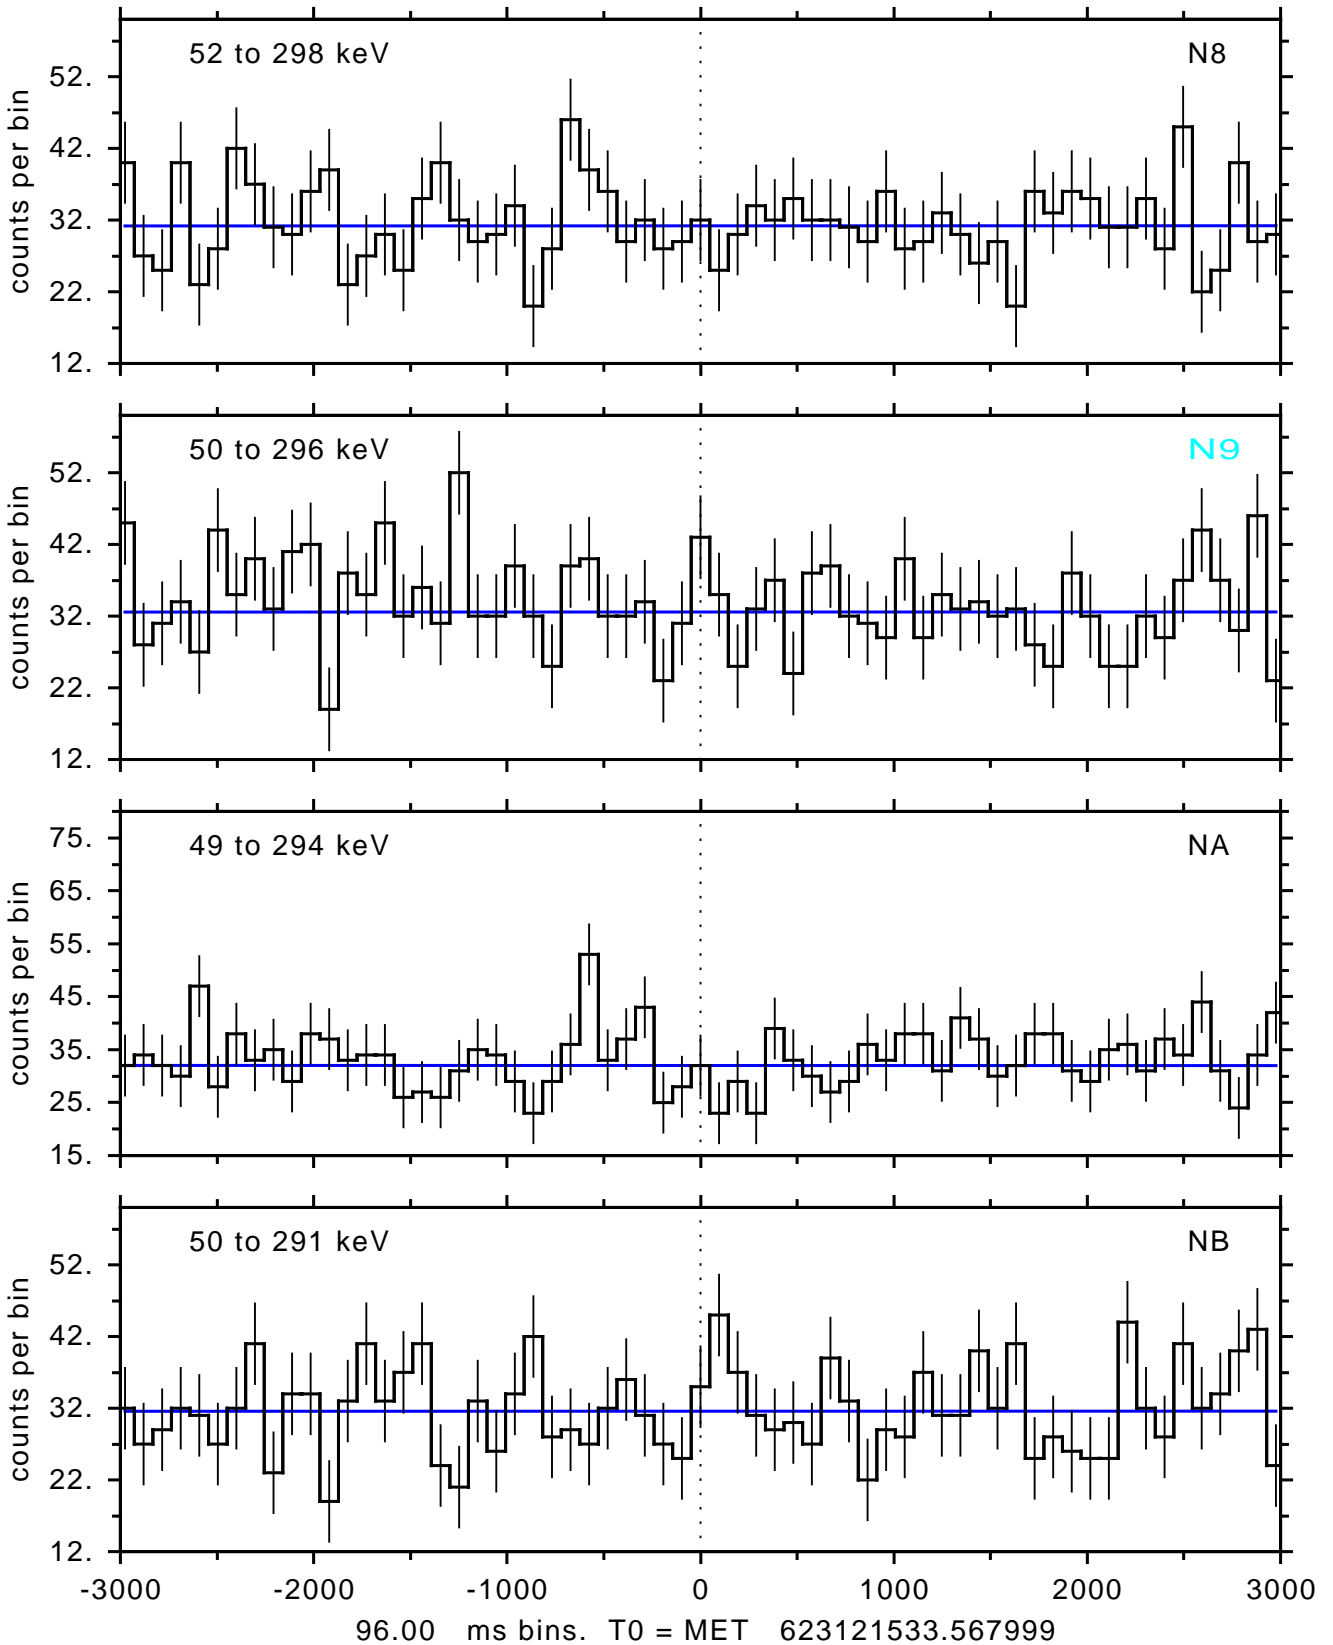 52 to 298 keV N8
52.
42.
32.
22.
12.
counts per bin
50 to 296 keV N9
52.
42.
32.
22.
12.
counts per bin
49 to 294 keV NA
75.
65.
55.
45.
35.
25.
15.
counts per bin
50 to 291 keV NB
52.
42.
32.
22.
12.
counts per bin
-3000 -2000 -1000 0 1000 2000 3000
96.00 ms bins. T0 = MET 623121533.567999